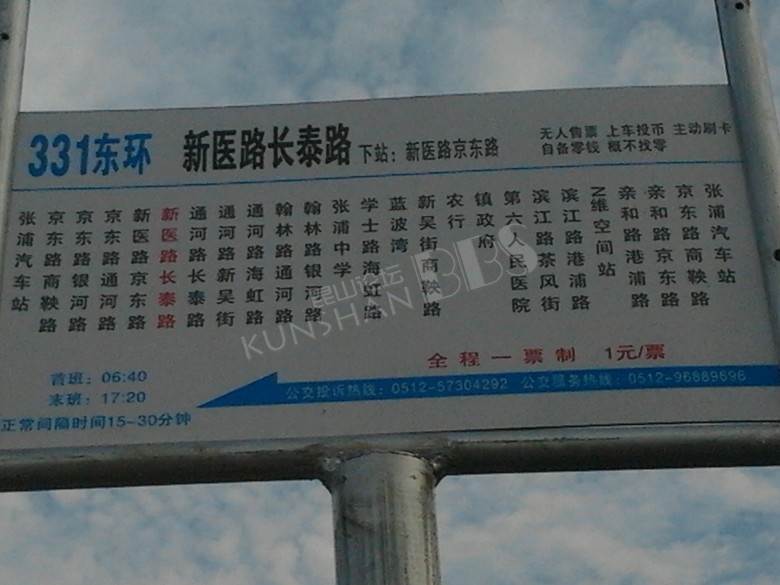 331东环 新医路长泰路 下站：新医路京东路
无人售票 上车投币 主动刷卡
自备零钱 概不找零
张浦汽车站
京东路商鞅路
京东路银河路
京东路通河路
新医路京东路
新医路长泰路
通河路长泰路
通河路新吴街
通河路海虹路
翰林路通河路
翰林路银河路
张浦中学
学士路海虹路
蓝波湾
新吴街商鞅路
农行
镇政府
第六人民医院
滨江路茶风街
滨江路港浦路
N维空间站
亲和路港浦路
亲和路京东路
京东路商鞅路
张浦汽车站
昆山论坛
KUNSHAN BBS
全程一票制 1元/票
首班：06:40
末班：17:20
正常间隔时间15~30分钟
公交投诉热线：0512-57304292 公交服务热线：0512-96889696